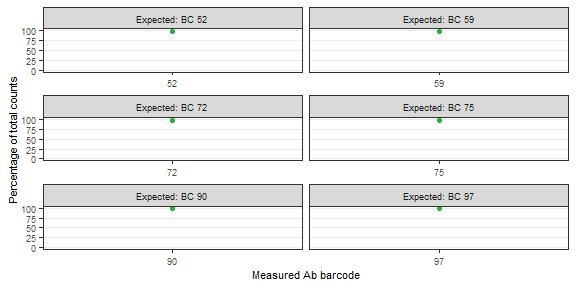 Expected: BC 52
Expected: BC 59
100
75
50
25
0
52
59
Expected: BC 72
Expected: BC 75
100
75
50
25
0
72
75
Expected: BC 90
Expected: BC 97
100
75
50
25
0
90
97
Percentage of total counts
Measured Ab barcode